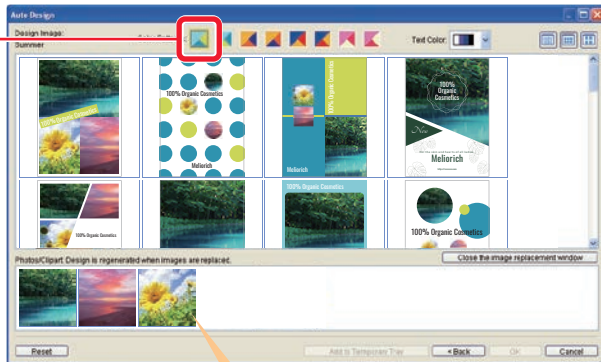 Auto Design
Design Image:
Summer
Text Color:
100% Organic Cosmetics
100% Organic Cosmetics
Meliorich
100% Organic Cosmetics
Meliorich
100%
Organic
Cosmetics
New
Meliorich
100% Organic Cosmetics
100% Organic Cosmetics
100% Organic Cosmetics
Photos/Clipart Design is regenerated when images are replaced.
Close the image replacement window
Reset
Add to Temporary Tray
< Back
OK
Cancel